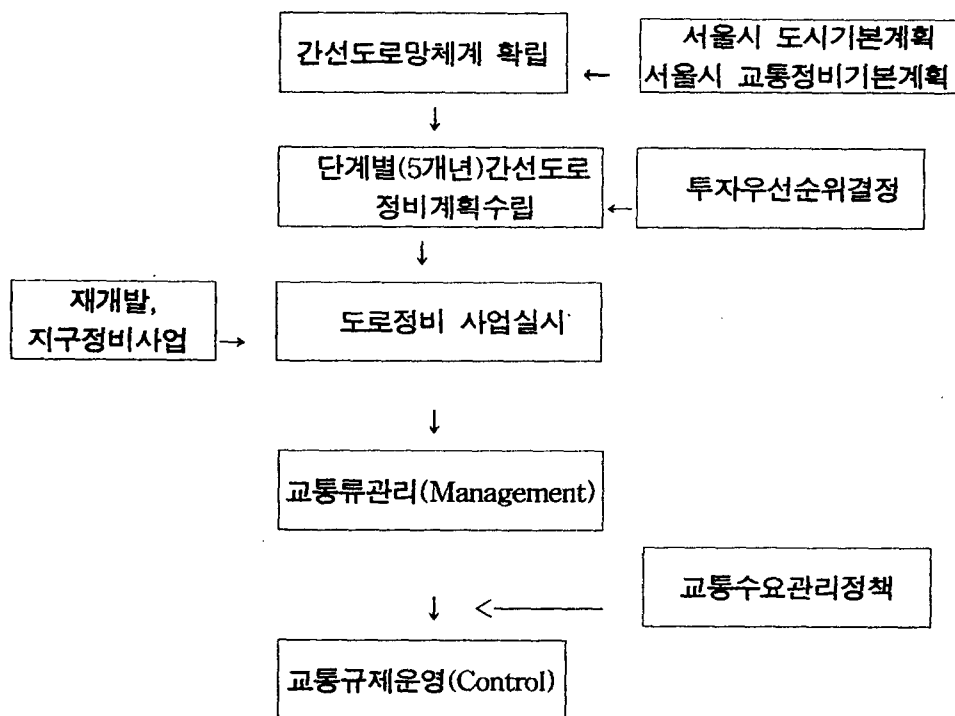 간선도로망체계 확립
서울시 도시기본계획
서울시 교통정비기본계획
←
↓
단계별(5개년)간선도로
정비계획수립
투자우선순위결정
←
↓
재개발,
지구정비사업
→
도로정비 사업실시
↓
교통류관리(Management)
교통수요관리정책
↓
교통규제운영(Control)